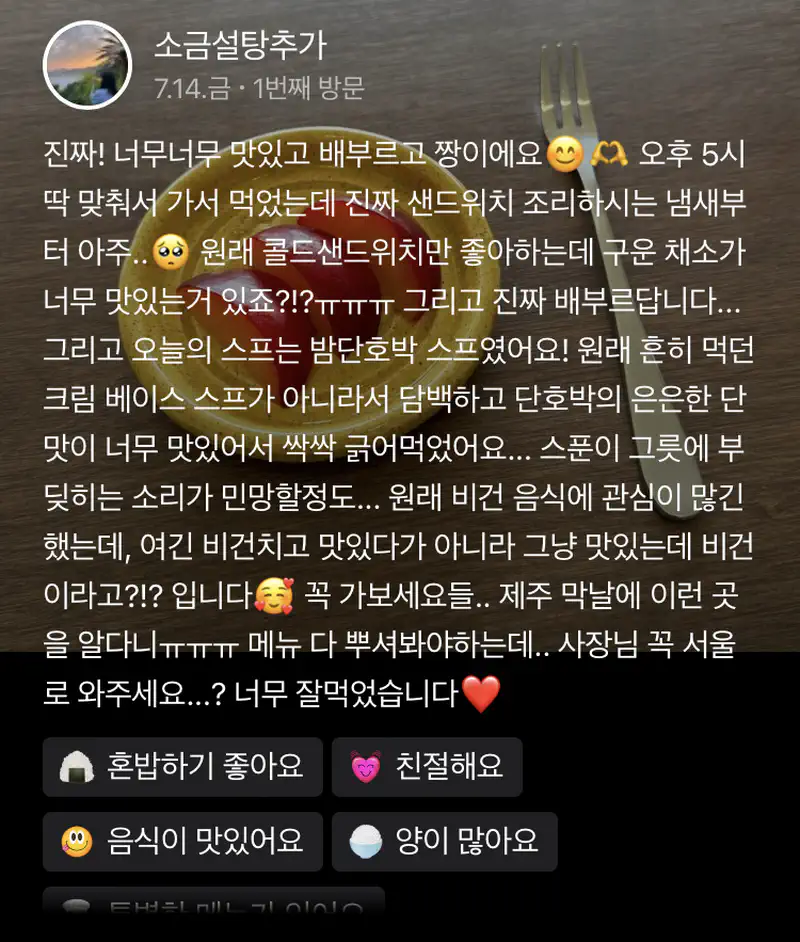 소금설탕추가
7.14.금 · 1번째 방문
진짜! 너무너무 맛있고 배부르고 짱이에요😊🫶 오후 5시
딱 맞춰서 가서 먹었는데 진짜 샌드위치 조리하시는 냄새부
터 아주..🥺 원래 콜드샌드위치만 좋아하는데 구운 채소가
너무 맛있는거 있죠?!?ㅠㅠㅠ 그리고 진짜 배부르답니다...
그리고 오늘의 스프는 밤단호박 스프였어요! 원래 흔히 먹던
크림 베이스 스프가 아니라서 담백하고 단호박의 은은한 단
맛이 너무 맛있어서 싹싹 긁어먹었어요... 스푼이 그릇에 부
딪히는 소리가 민망할정도... 원래 비건 음식에 관심이 많긴
했는데, 여긴 비건치고 맛있다가 아니라 그냥 맛있는데 비건
이라고?!? 입니다🥰 꼭 가보세요들.. 제주 막날에 이런 곳
을 알다니ㅠㅠㅠ 메뉴 다 뿌셔봐야하는데.. 사장님 꼭 서울
로 와주세요...? 너무 잘먹었습니다❤️
🍙 혼밥하기 좋아요
💓 친절해요
😋 음식이 맛있어요
🍚 양이 많아요
특별한 메뉴가 있어요